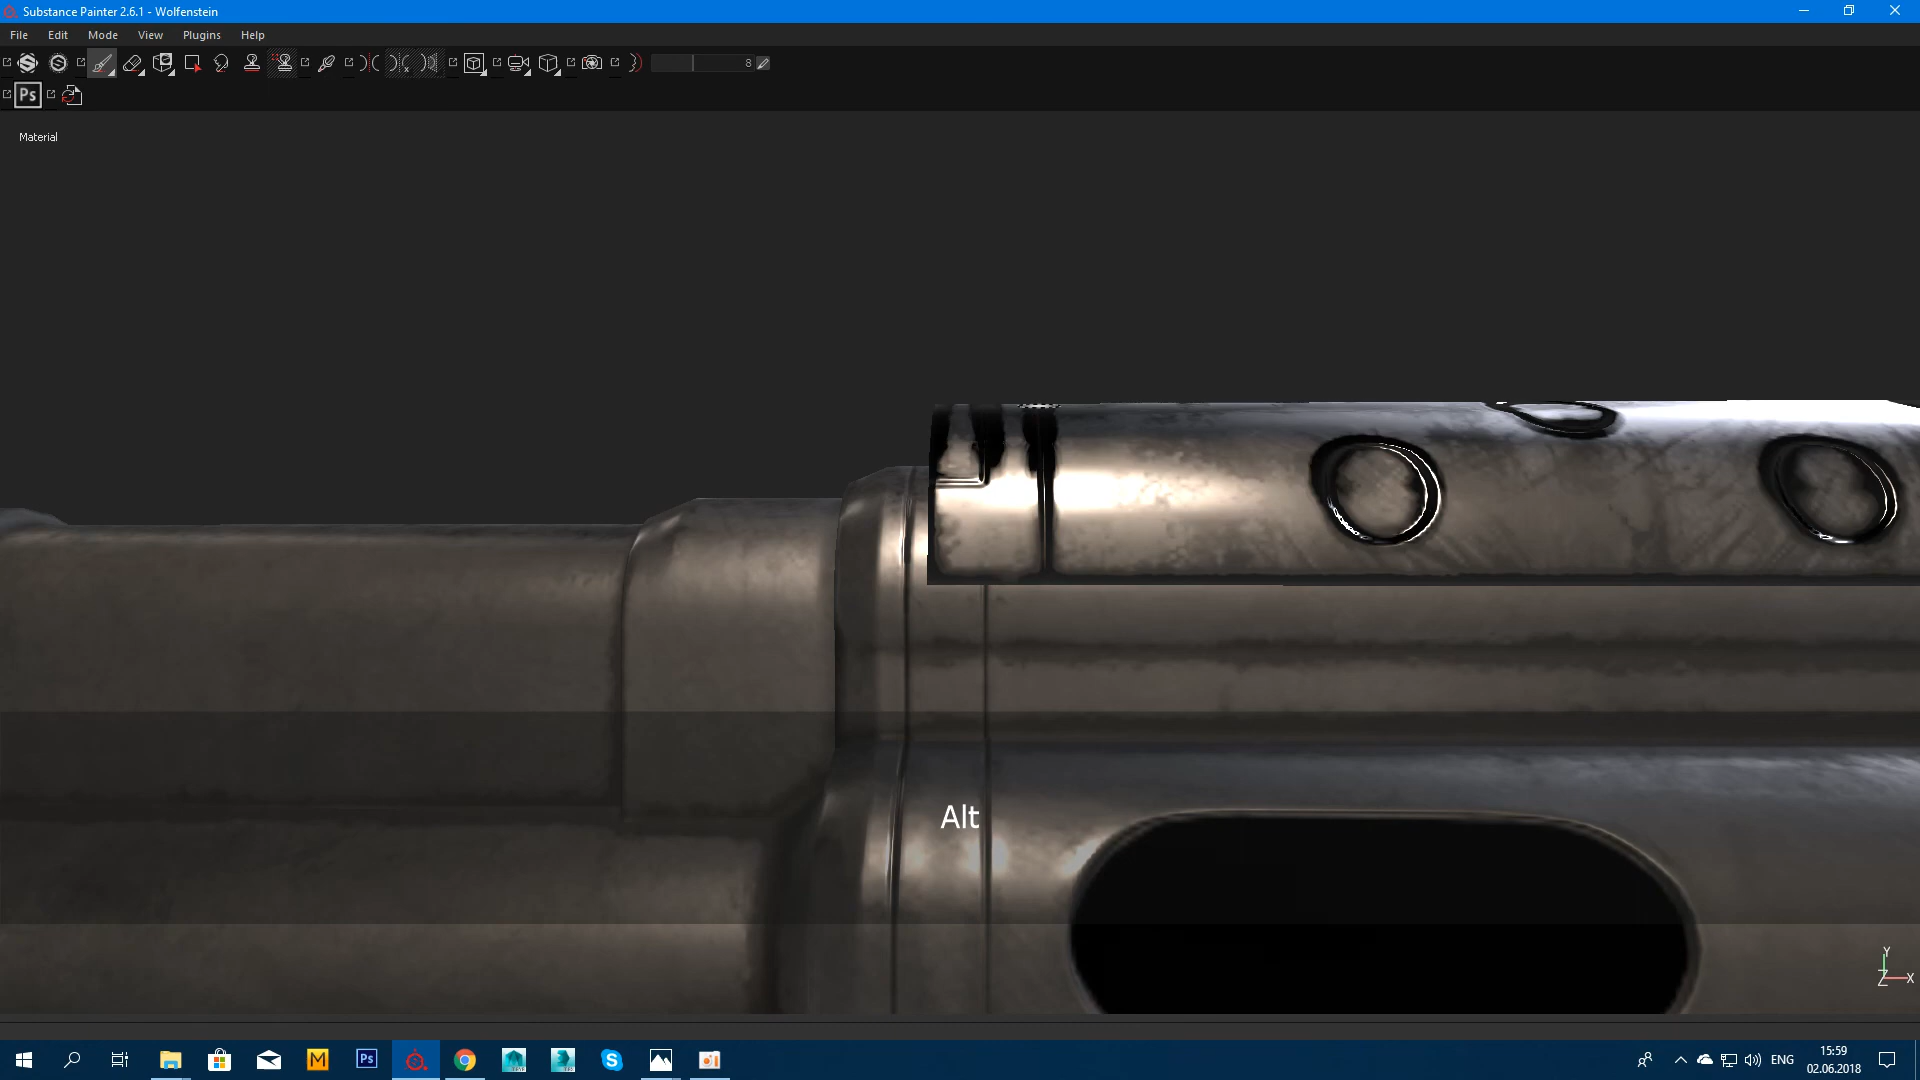 Substance Painter 2.6.1 - Wolfenstein
File Edit Mode View Plugins Help
8
Ps
Material
Alt
Y
Z X
M Ps ENG
15:59
02.06.2018